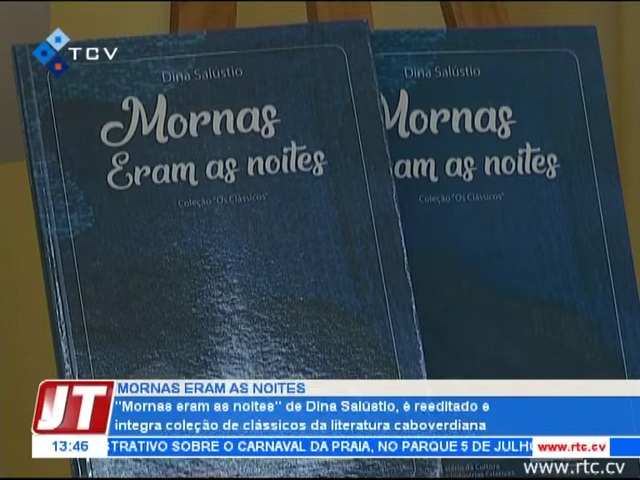 TCV
Dina Salústio
Mornas
Eram as noites
Coleção "Os Clássicos"
Dina Salústio
Mornas
am as noites
Coleção "Os Clássicos"
JT
MORNAS ERAM AS NOITES
"Mornas eram as noites" de Dina Salústio, é reeditado e
integra coleção de clássicos da literatura caboverdiana
13:46 STRATIVO SOBRE O CARNAVAL DA PRAIA, NO PARQUE 5 DE JULHO www.rtc.cv
www.rtc.cv